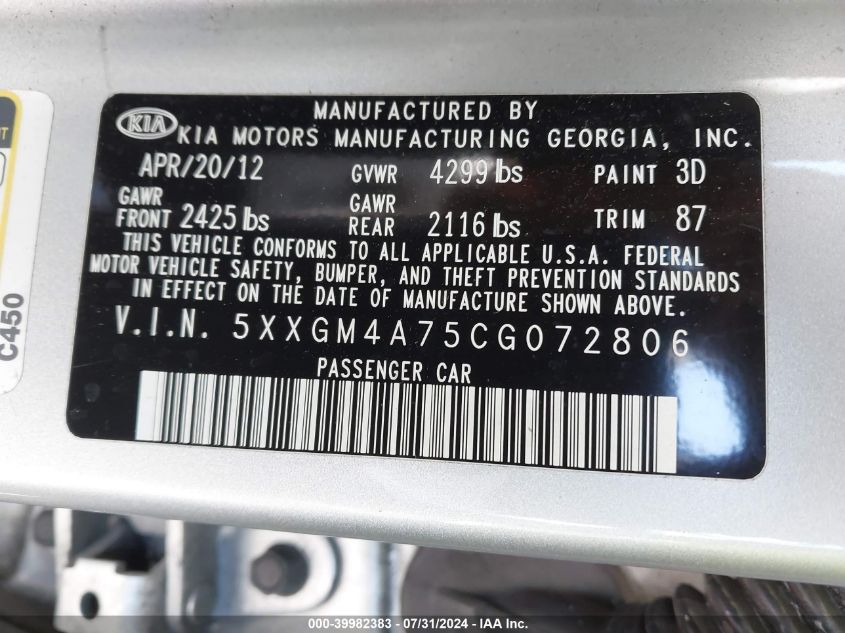 MANUFACTURED BY
KIA KIA MOTORS MANUFACTURING GEORGIA, INC.
APR/20/12 GVWR 4299 lbs PAINT 3D
GAWR FRONT 2425 lbs GAWR REAR 2116 lbs TRIM 87
THIS VEHICLE CONFORMS TO ALL APPLICABLE U.S.A. FEDERAL
MOTOR VEHICLE SAFETY, BUMPER, AND THEFT PREVENTION STANDARDS
IN EFFECT ON THE DATE OF MANUFACTURE SHOWN ABOVE.
V.I.N. 5XXGM4A75CG072806
PASSENGER CAR
C450
000-39982383 - 07/31/2024 - IAA Inc.